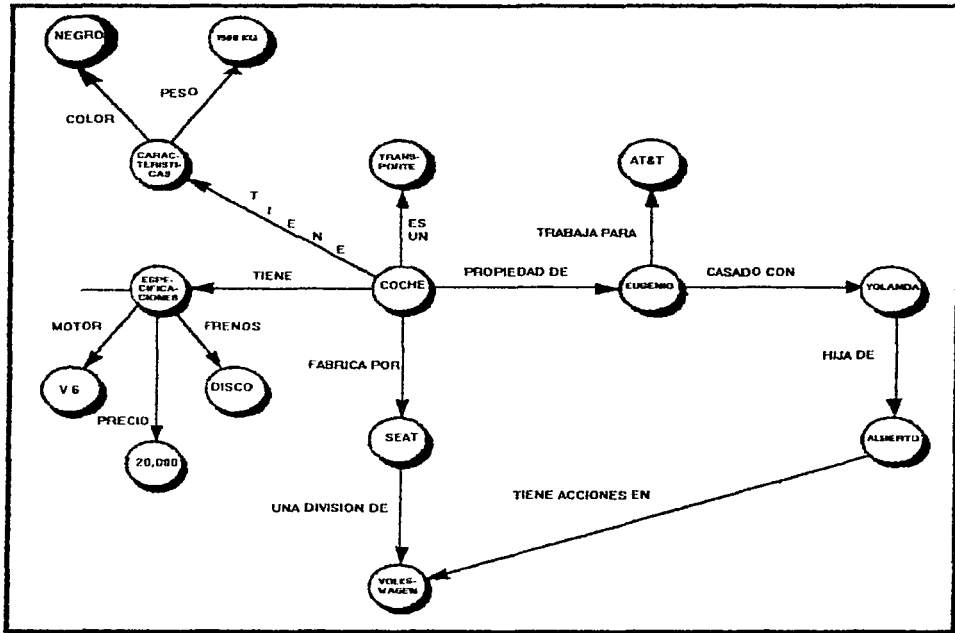 NEGRO
PESO
COLOR
CARAC-
TERISTI-
CAS
TRANS-
PORTE
AT&T
TIENE
ES
UN
TRABAJA PARA
ESPE-
CIFICA-
CIONES
TIENE
COCHE
PROPIEDAD DE
EUGENIO
CASADO CON
YOLANDA
MOTOR
FRENOS
FABRICA POR
HIJA DE
V 6
DISCO
PRECIO
SEAT
ALBERTO
20,000
UNA DIVISION DE
TIENE ACCIONES EN
VOLKS-
WAGEN